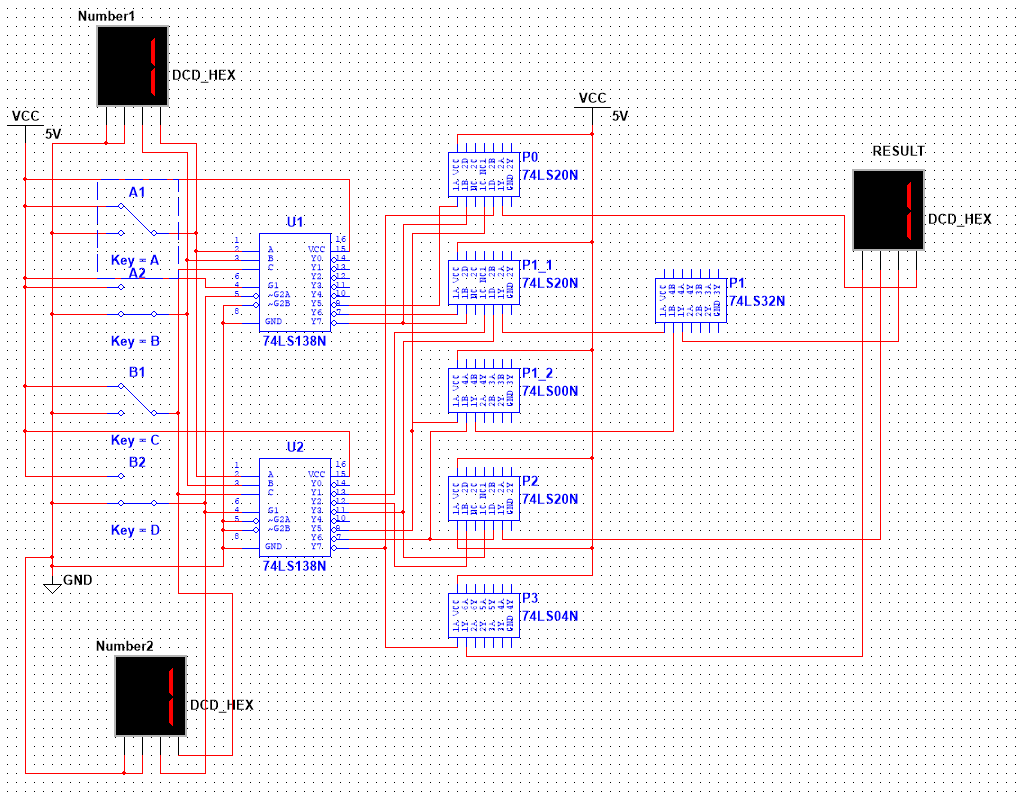 Number1
DCD_HEX
VCC
5V
VCC
5V
RESULT
DCD_HEX
P0
74LS20N
A1
Key = A
A2
Key = B
B1
Key = C
B2
Key = D
U1
A
B
C
G1
~G2A
~G2B
GND
VCC
Y0
Y1
Y2
Y3
Y4
Y5
Y6
Y7
74LS138N
P1_1
74LS20N
P1
74LS32N
P1_2
74LS00N
U2
A
B
C
G1
~G2A
~G2B
GND
VCC
Y0
Y1
Y2
Y3
Y4
Y5
Y6
Y7
74LS138N
P2
74LS20N
GND
P3
74LS04N
Number2
DCD_HEX